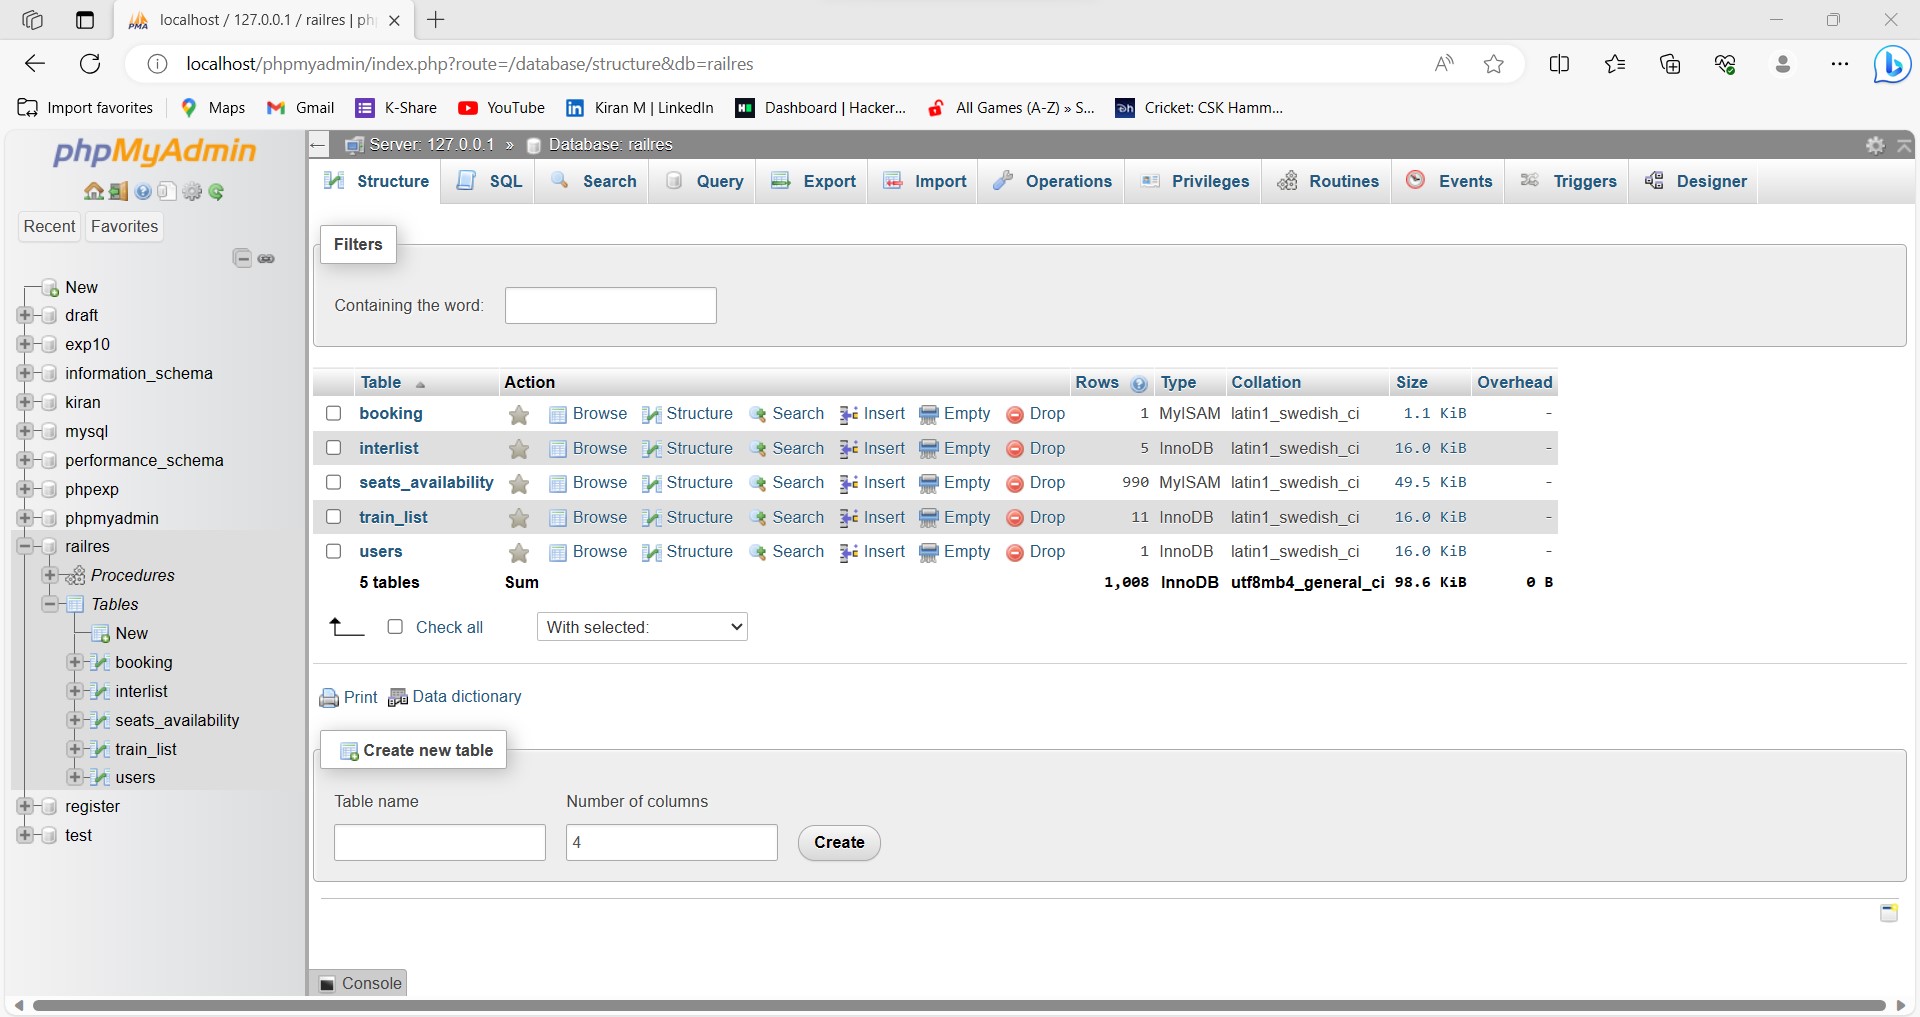 localhost / 127.0.0.1 / railres | ph
localhost/phpmyadmin/index.php?route=/database/structure&db=railres
Import favorites Maps Gmail K-Share YouTube Kiran M | LinkedIn Dashboard | Hacker... All Games (A-Z) » S... Cricket: CSK Hamm...
phpMyAdmin
Recent Favorites
New
draft
exp10
information_schema
kiran
mysql
performance_schema
phpexp
phpmyadmin
railres
Procedures
Tables
New
booking
interlist
seats_availability
train_list
users
register
test
Server: 127.0.0.1 » Database: railres
Structure SQL Search Query Export Import Operations Privileges Routines Events Triggers Designer
Filters
Containing the word:
Table Action Rows Type Collation Size Overhead
booking Browse Structure Search Insert Empty Drop 1 MyISAM latin1_swedish_ci 1.1 KiB -
interlist Browse Structure Search Insert Empty Drop 5 InnoDB latin1_swedish_ci 16.0 KiB -
seats_availability Browse Structure Search Insert Empty Drop 990 MyISAM latin1_swedish_ci 49.5 KiB -
train_list Browse Structure Search Insert Empty Drop 11 InnoDB latin1_swedish_ci 16.0 KiB -
users Browse Structure Search Insert Empty Drop 1 InnoDB latin1_swedish_ci 16.0 KiB -
5 tables Sum 1,008 InnoDB utf8mb4_general_ci 98.6 KiB 0 B
Check all With selected:
Print Data dictionary
Create new table
Table name Number of columns
4 Create
Console